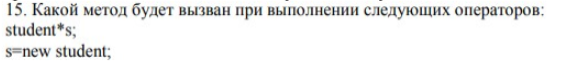 15. Какой метод будет вызван при выполнении следующих операторов:
student*s;
s=new student;